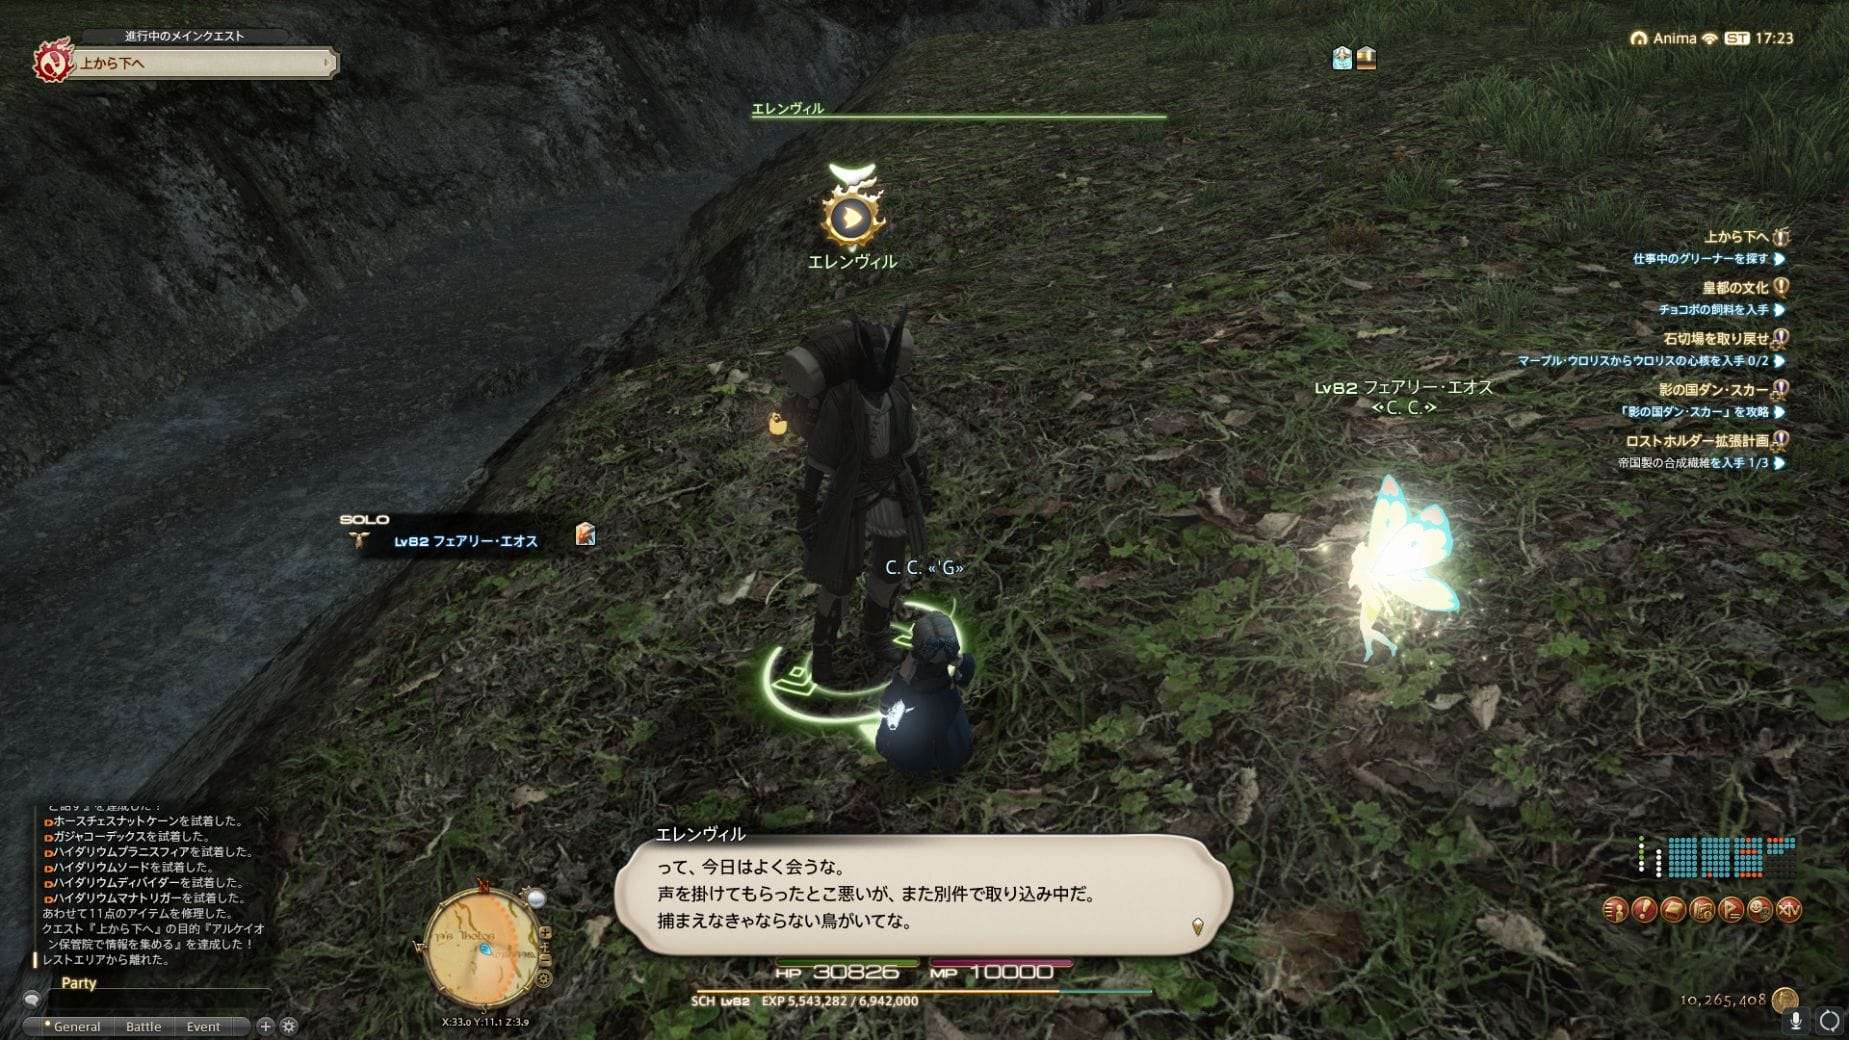 進行中のメインクエスト
上から下へ
Anima ST 17:23
エレンヴィル
エレンヴィル
上から下へ
仕事中のグリーナーを探す
皇都の文化
チョコボの飼料を入手
石切場を取り戻せ
マーブル・ウロリスからウロリスの心核を入手 0/2
影の国ダン・スカー
「影の国ダン・スカー」を攻略
ロストホルダー拡張計画
帝国製の合成繊維を入手 1/3
Lv82 フェアリー・エオス
«C. C.»
SOLO
Lv82 フェアリー・エオス
C. C. «'G»
エレンヴィル
って、今日はよく会うな。
声を掛けてもらったとこ悪いが、また別件で取り込み中だ。
捕まえなきゃならない鳥がいてな。
ホースチェスナットケーンを試着した。
ガジャコーデックスを試着した。
ハイダリウムプラニスフィアを試着した。
ハイダリウムソードを試着した。
ハイダリウムディバイダーを試着した。
ハイダリウムマナトリガーを試着した。
あわせて11点のアイテムを修理した。
クエスト『上から下へ』の目的『アルケイオ
ン保管院で情報を集める』を達成した！
レストエリアから離れた。
Party
General Battle Event
X:33.0 Y:11.1 Z:3.9
HP 30826 MP 10000
SCH Lv82 EXP 5,543,282 / 6,942,000
10,265,408